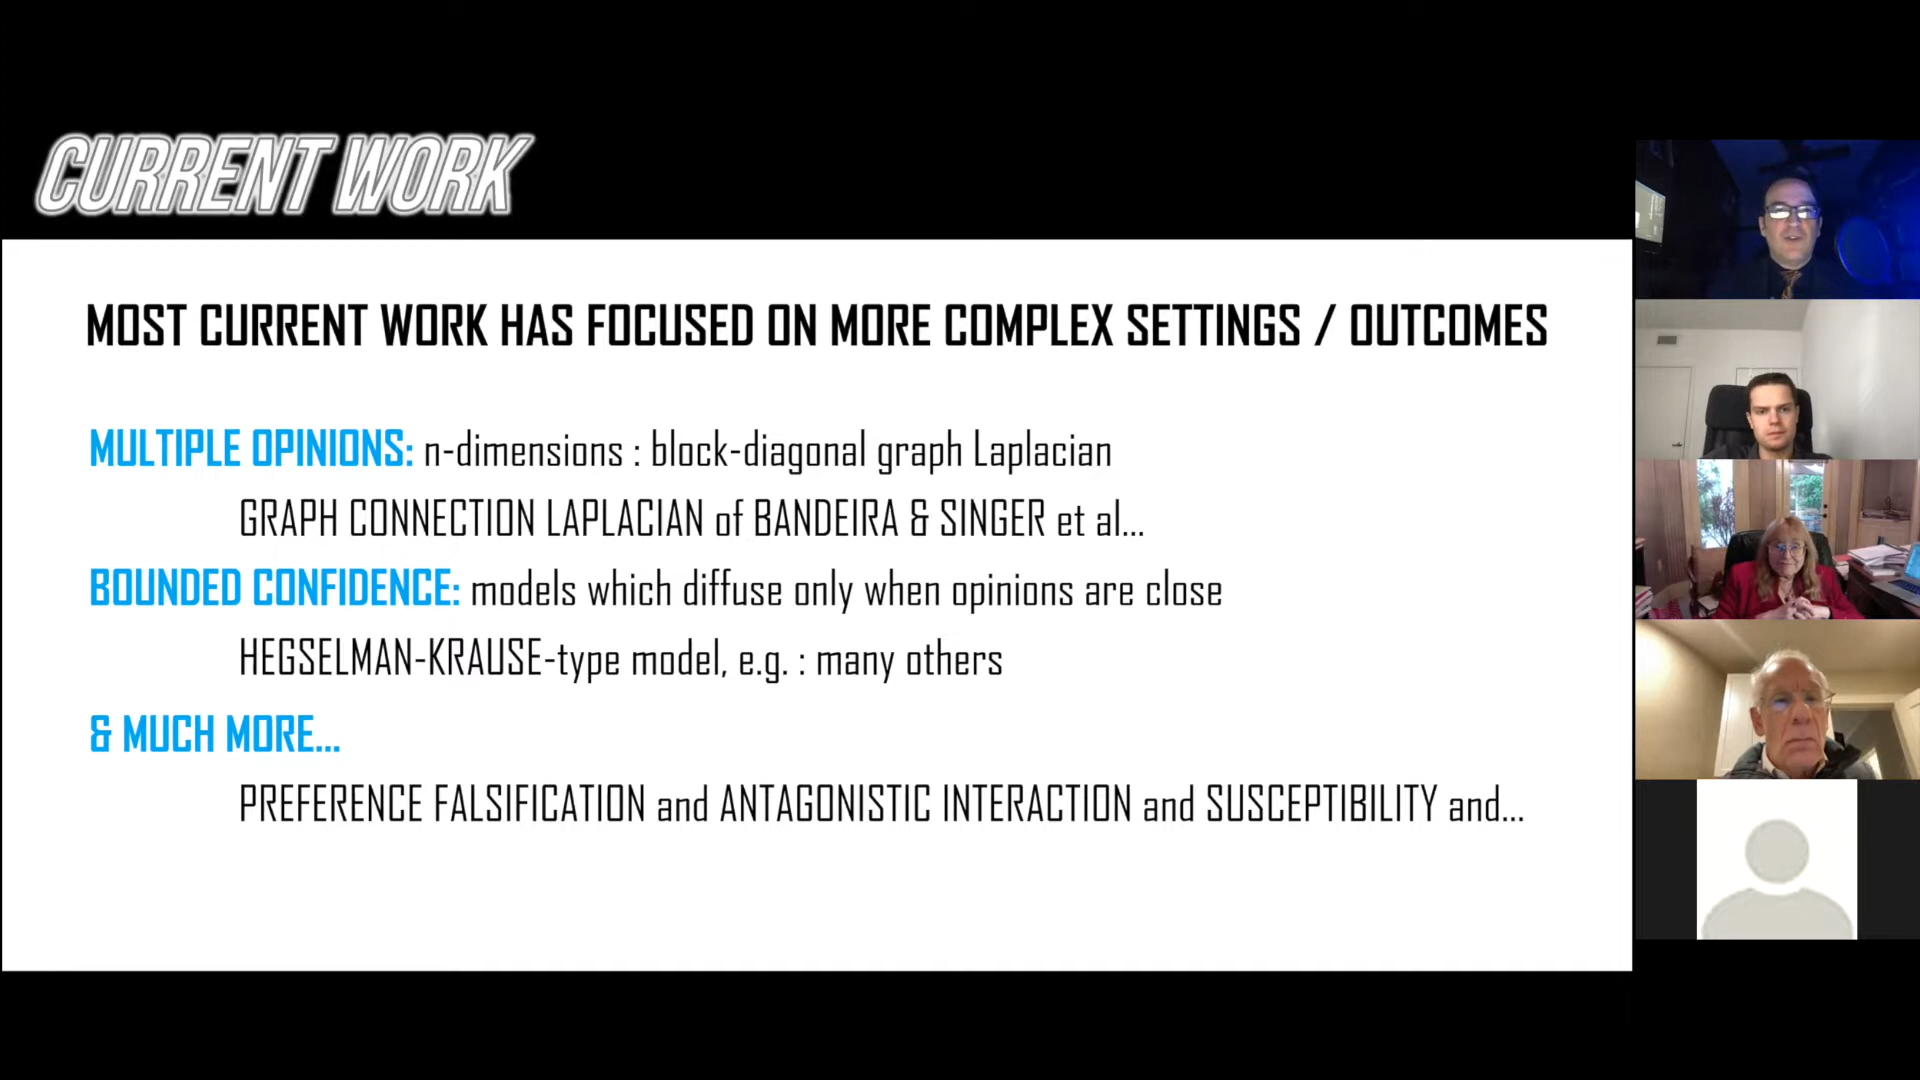 CURRENT WORK
MOST CURRENT WORK HAS FOCUSED ON MORE COMPLEX SETTINGS / OUTCOMES
MULTIPLE OPINIONS: n-dimensions : block-diagonal graph Laplacian
GRAPH CONNECTION LAPLACIAN of BANDEIRA & SINGER et al...
BOUNDED CONFIDENCE: models which diffuse only when opinions are close
HEGSELMAN-KRAUSE-type model, e.g. : many others
& MUCH MORE...
PREFERENCE FALSIFICATION and ANTAGONISTIC INTERACTION and SUSCEPTIBILITY and...